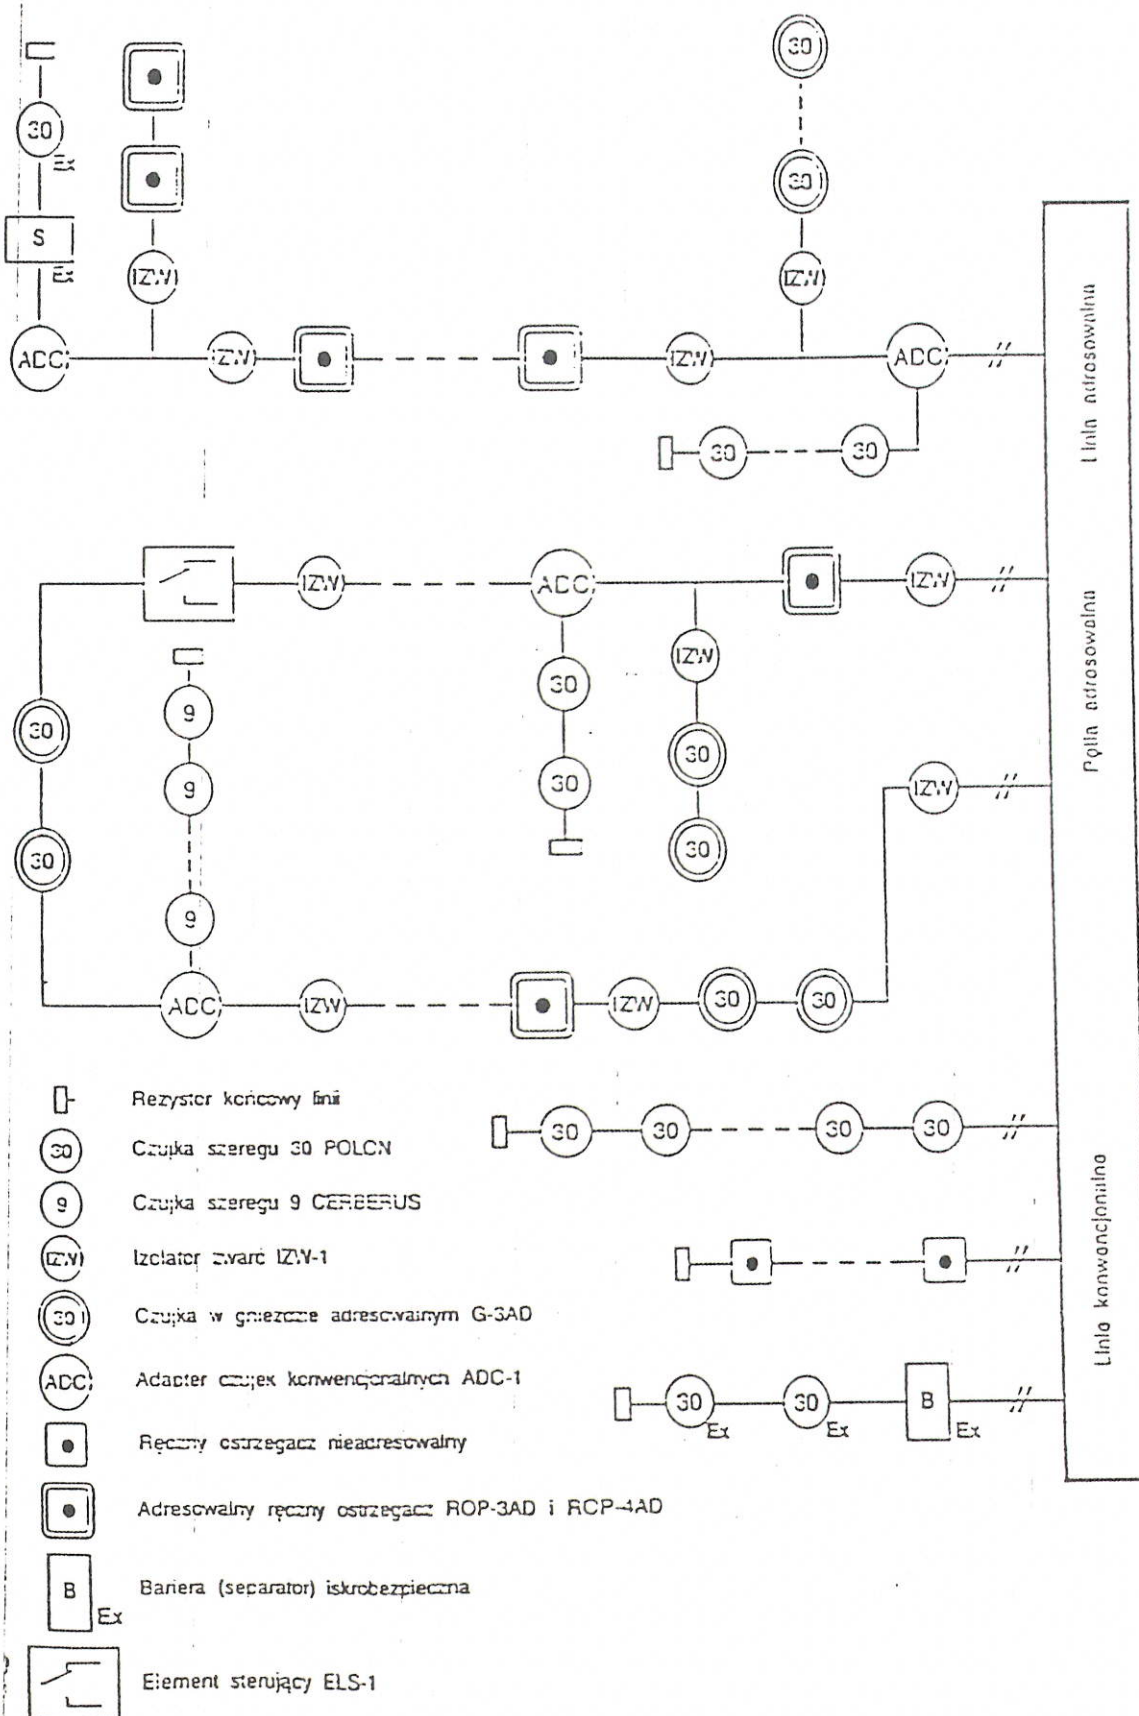 30
30
Ex
30
S
Ex
IZW
IZW
ADC
IZW
IZW
ADC
//
30
30
IZW
ADC
IZW
//
30
IZW
9
30
30
9
30
IZW
//
30
30
9
ADC
IZW
IZW
30
30
Linia adresowalna
Pętla adresowalna
Linia konwencjonalna
Rezystor końcowy linii
30
30
30
30
//
30
Czujka szeregu 30 POLON
9
Czujka szeregu 9 CERBERUS
IZW
Izolator zwarć IZW-1
//
30
Czujka w gnieździe adresowalnym G-3AD
ADC
Adapter czujek konwencjonalnych ADC-1
30
Ex
30
Ex
B
Ex
//
Ręczny ostrzegacz nieadresowalny
Adresowalny ręczny ostrzegacz ROP-3AD i ROP-4AD
B
Ex
Bariera (separator) iskrobezpieczna
Element sterujący ELS-1